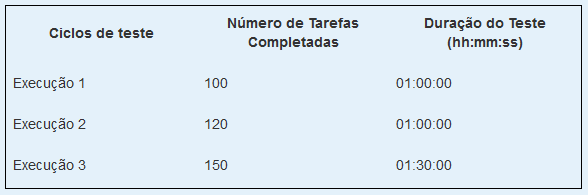 Ciclos de teste Número de Tarefas Completadas Duração do Teste (hh:mm:ss)
Execução 1 100 01:00:00
Execução 2 120 01:00:00
Execução 3 150 01:30:00